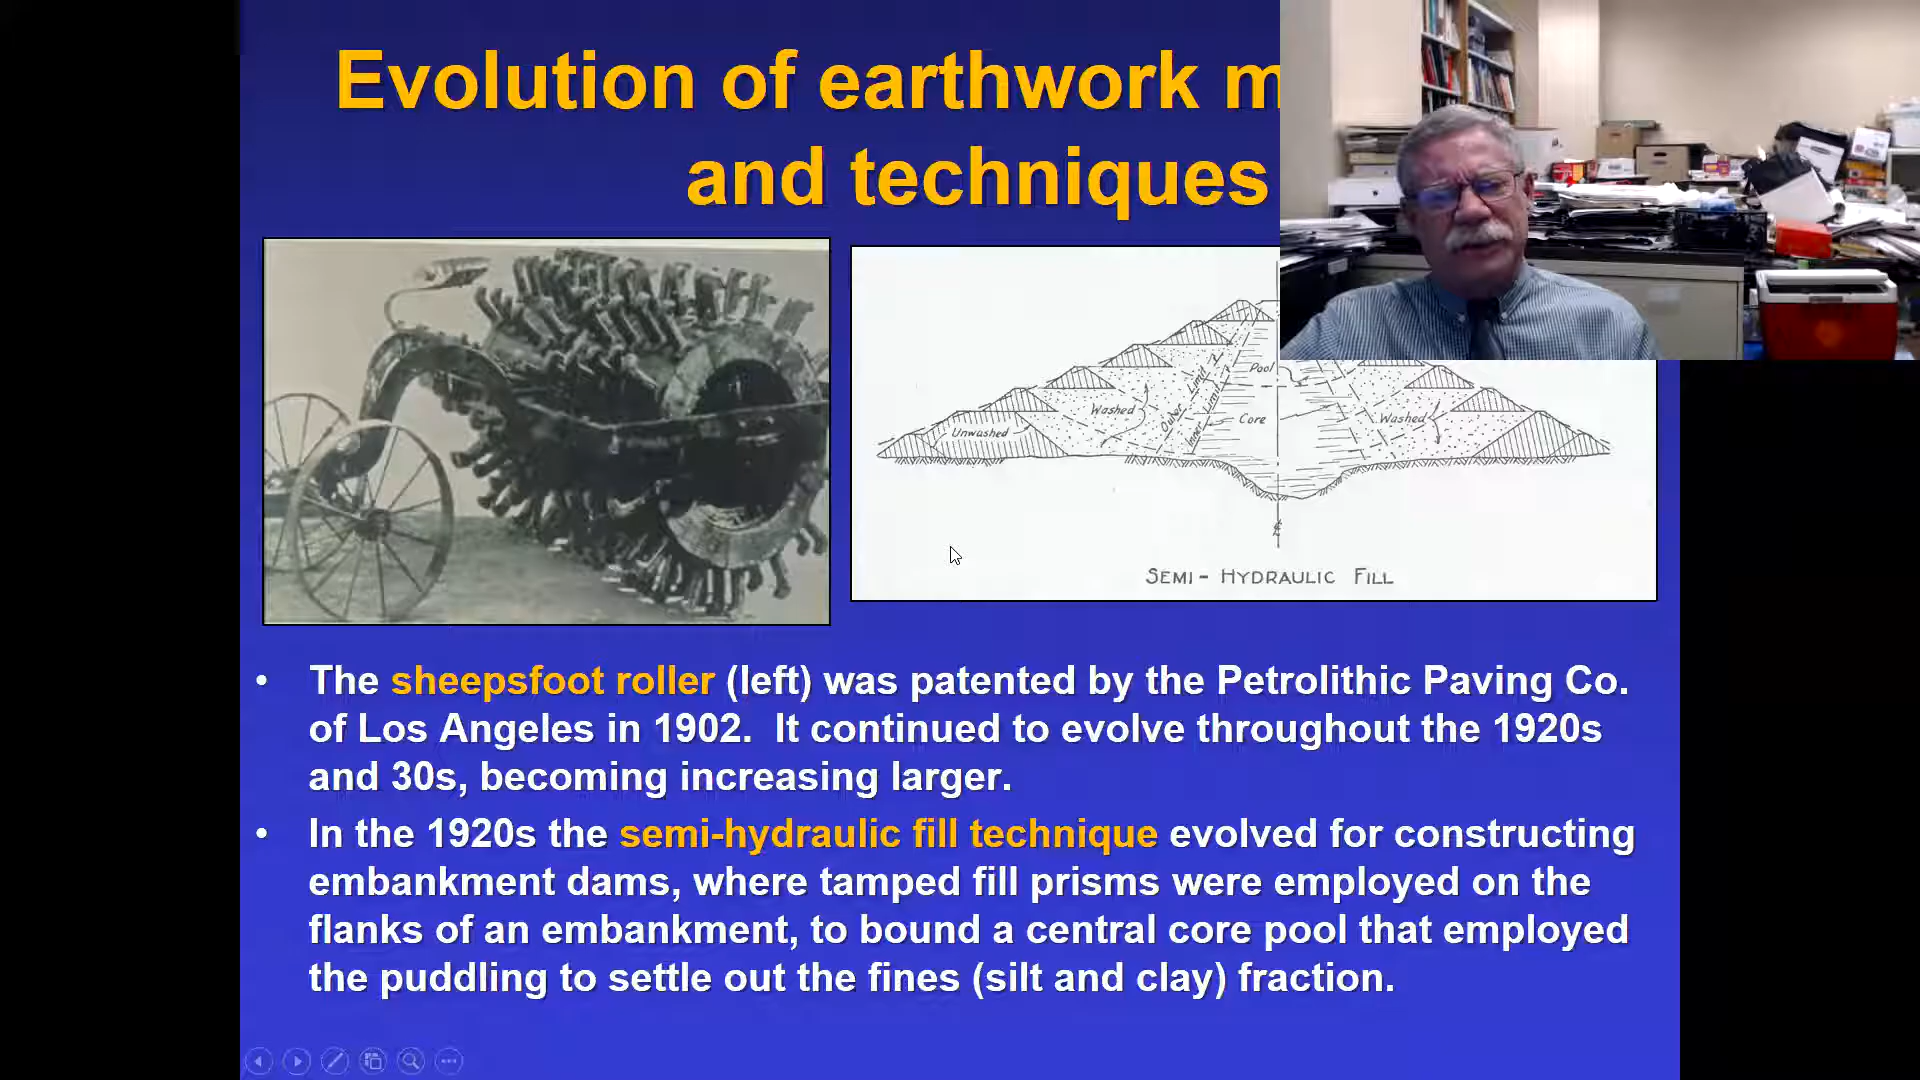 Evolution of earthwork m
and techniques
Pool
Washed
Outer Limit
Inner Limit
Core
Washed
Unwashed
SEMI - HYDRAULIC FILL
• The sheepsfoot roller (left) was patented by the Petrolithic Paving Co.
of Los Angeles in 1902. It continued to evolve throughout the 1920s
and 30s, becoming increasing larger.
• In the 1920s the semi-hydraulic fill technique evolved for constructing
embankment dams, where tamped fill prisms were employed on the
flanks of an embankment, to bound a central core pool that employed
the puddling to settle out the fines (silt and clay) fraction.